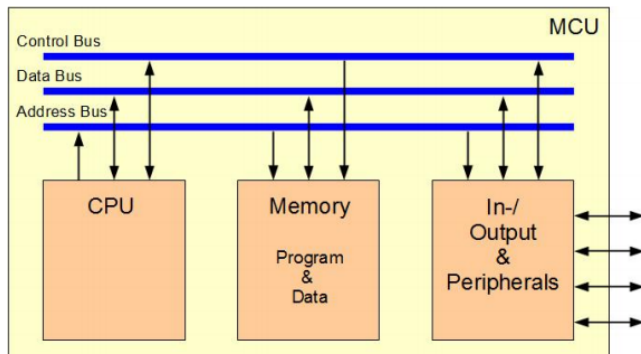 MCU
Control Bus
Data Bus
Address Bus
CPU
Memory
Program
&
Data
In-/
Output
&
Peripherals